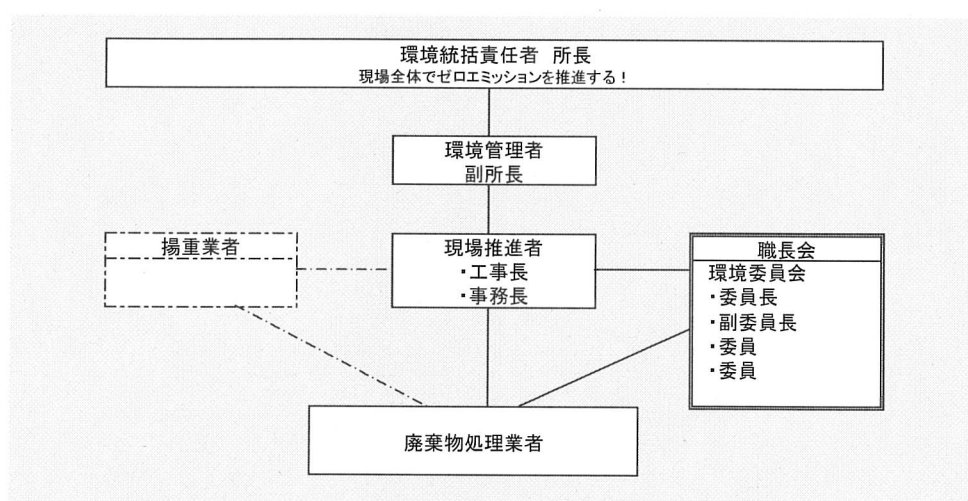 環境統括責任者 所長
現場全体でゼロエミッションを推進する!
環境管理者
副所長
揚重業者
現場推進者
・工事長
・事務長
職長会
環境委員会
・委員長
・副委員長
・委員
・委員
廃棄物処理業者